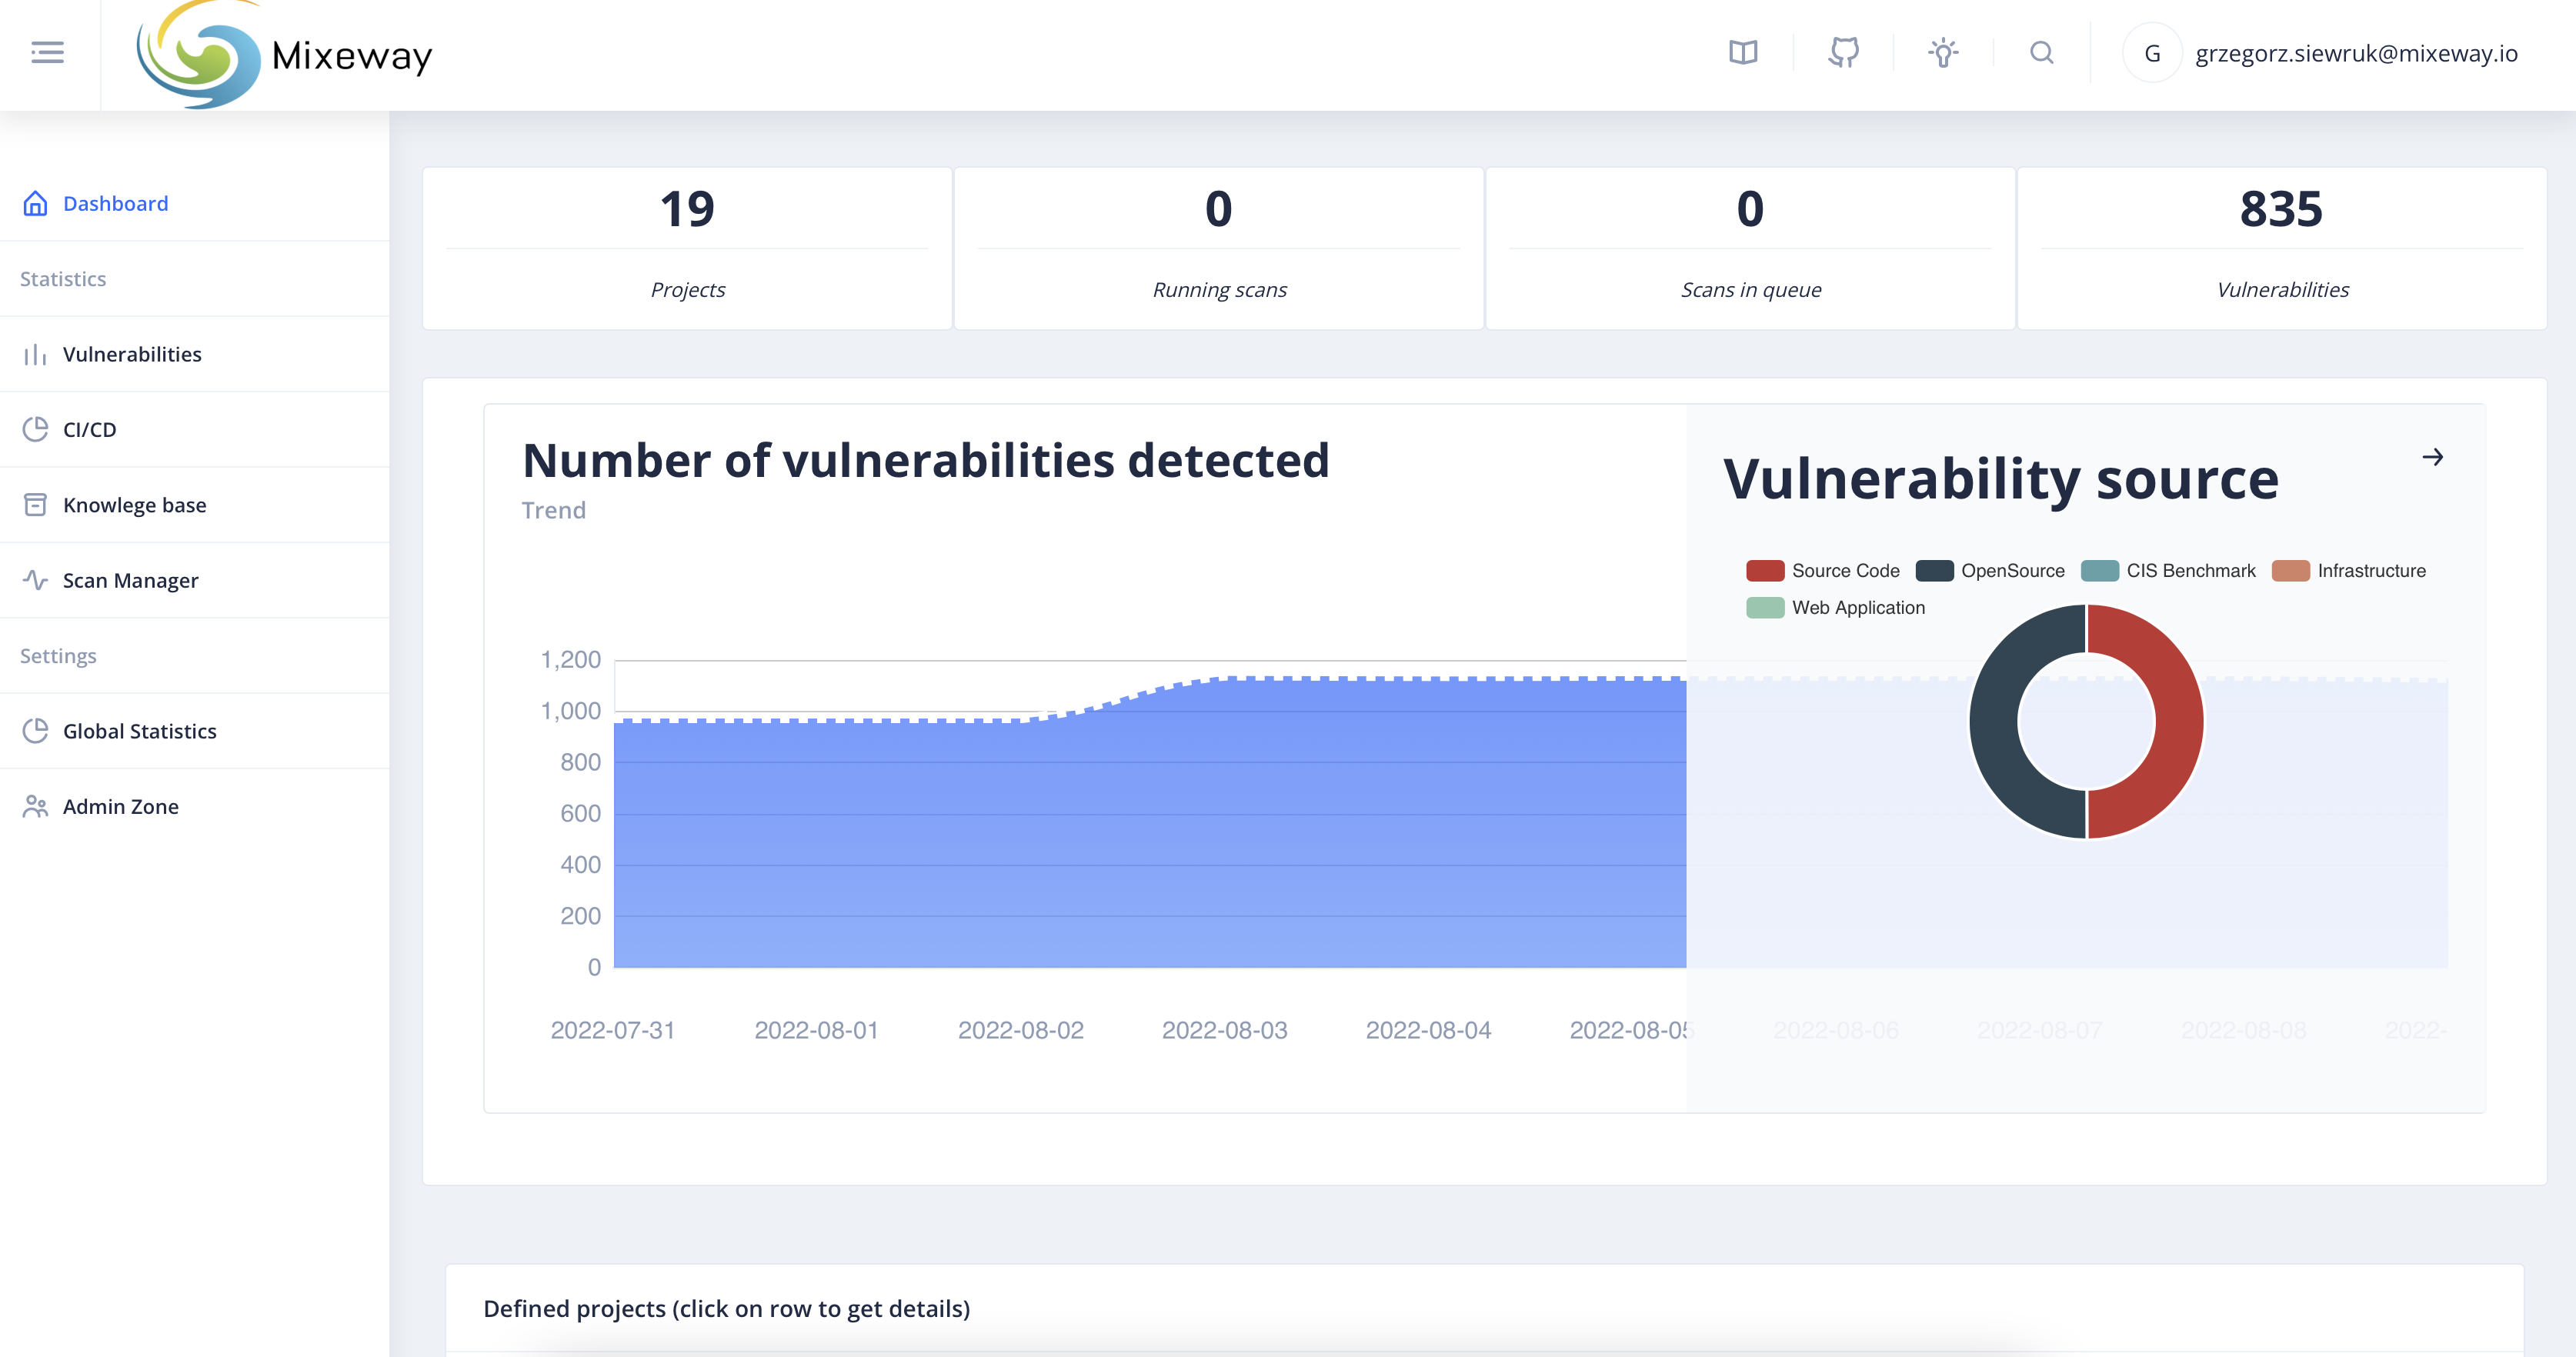 Mixeway
G grzegorz.siewruk@mixeway.io
Dashboard
Statistics
Vulnerabilities
CI/CD
Knowlege base
Scan Manager
Settings
Global Statistics
Admin Zone
19
Projects
0
Running scans
0
Scans in queue
835
Vulnerabilities
Number of vulnerabilities detected
Trend
1,200
1,000
800
600
400
200
0
2022-07-31 2022-08-01 2022-08-02 2022-08-03 2022-08-04 2022-08-05 2022-08-06 2022-08-07 2022-08-08 2022-
Vulnerability source
Source Code OpenSource CIS Benchmark Infrastructure
Web Application
Defined projects (click on row to get details)